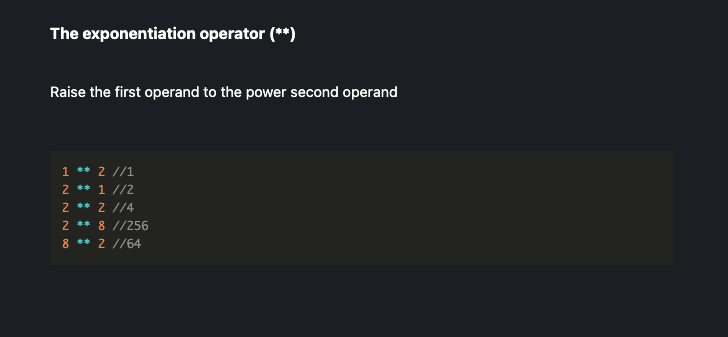 The exponentiation operator (**)
Raise the first operand to the power second operand
1 ** 2 //1
2 ** 1 //2
2 ** 2 //4
2 ** 8 //256
8 ** 2 //64